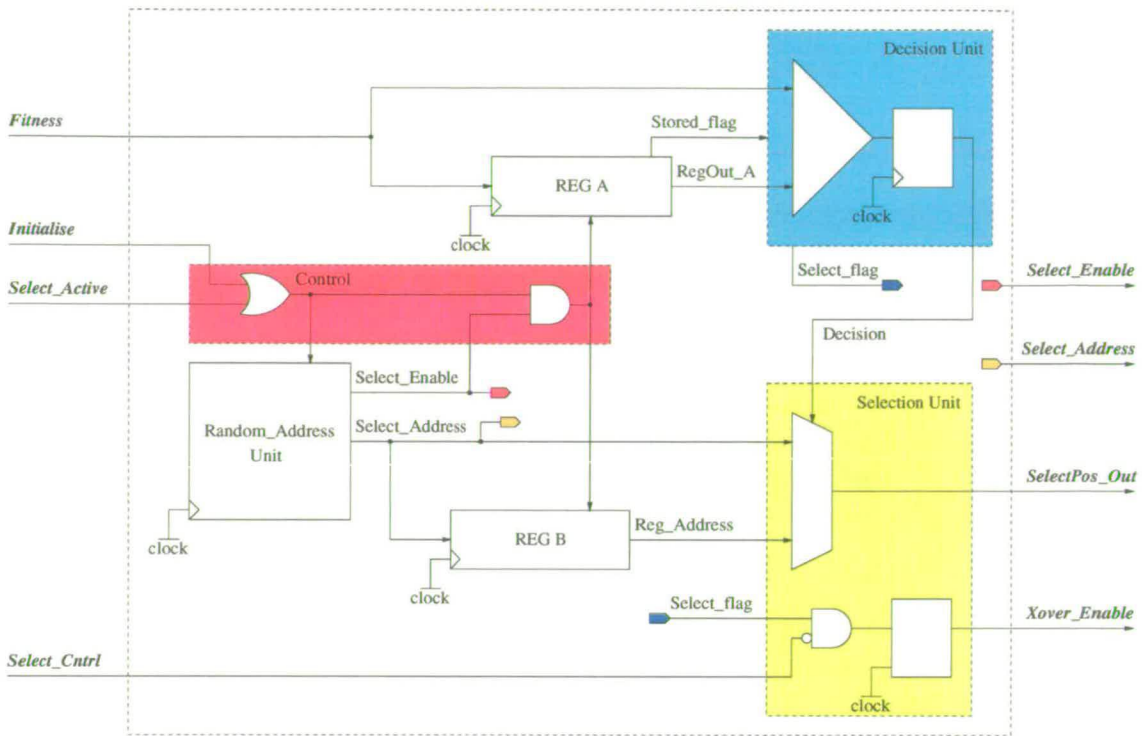 Decision Unit
Fitness
Stored_flag
REG A
RegOut_A
clock
clock
Initialise
Select_flag
Select_Enable
Select_Active
Control
Decision
Select_Address
Select_Enable
Selection Unit
Random_Address
Unit
Select_Address
SelectPos_Out
REG B
Reg_Address
clock
clock
Select_flag
Xover_Enable
Select_Cntrl
clock